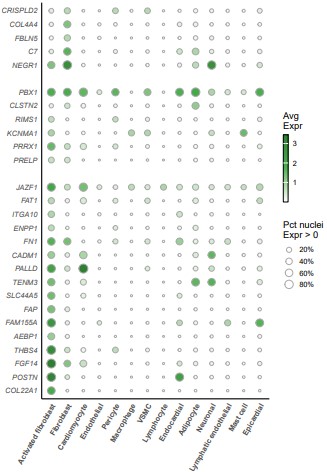 CRISPLD2
COL4A4
FBLN5
C7
NEGR1
PBX1
CLSTN2
RIMS1
KCNMA1
PRRX1
PRELP
JAZF1
FAT1
ITGA10
ENPP1
FN1
CADM1
PALLD
TENM3
SLC44A5
FAP
FAM155A
AEBP1
THBS4
FGF14
POSTN
COL22A1
Activated fibroblast
Fibroblast
Cardiomyocyte
Endothelial
Pericyte
Macrophage
VSMC
Lymphocyte
Endocardial
Adipocyte
Neuronal
Lymphatic endothelial
Mast cell
Epicardial
Avg
Expr
3
2
1
Pct nuclei
Expr > 0
20%
40%
60%
80%